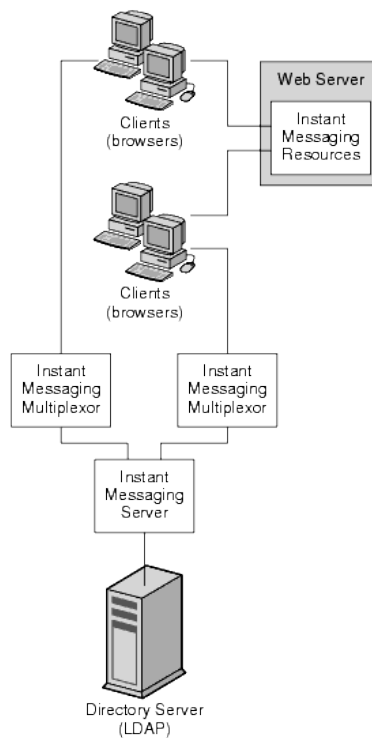 Web Server
Instant
Messaging
Resources
Clients
(browsers)
Clients
(browsers)
Instant
Messaging
Multiplexor
Instant
Messaging
Multiplexor
Instant
Messaging
Server
Directory Server
(LDAP)